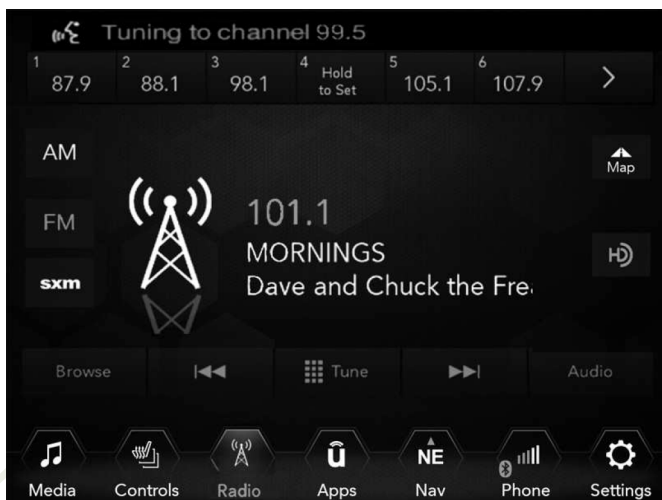 Tuning to channel 99.5
1 87.9 2 88.1 3 98.1 4 Hold to Set 5 105.1 6 107.9
AM
Map
101.1
FM
MORNINGS
HD
sxm
Dave and Chuck the Fre
Browse Tune Audio
NE
Media Controls Radio Apps Nav Phone Settings